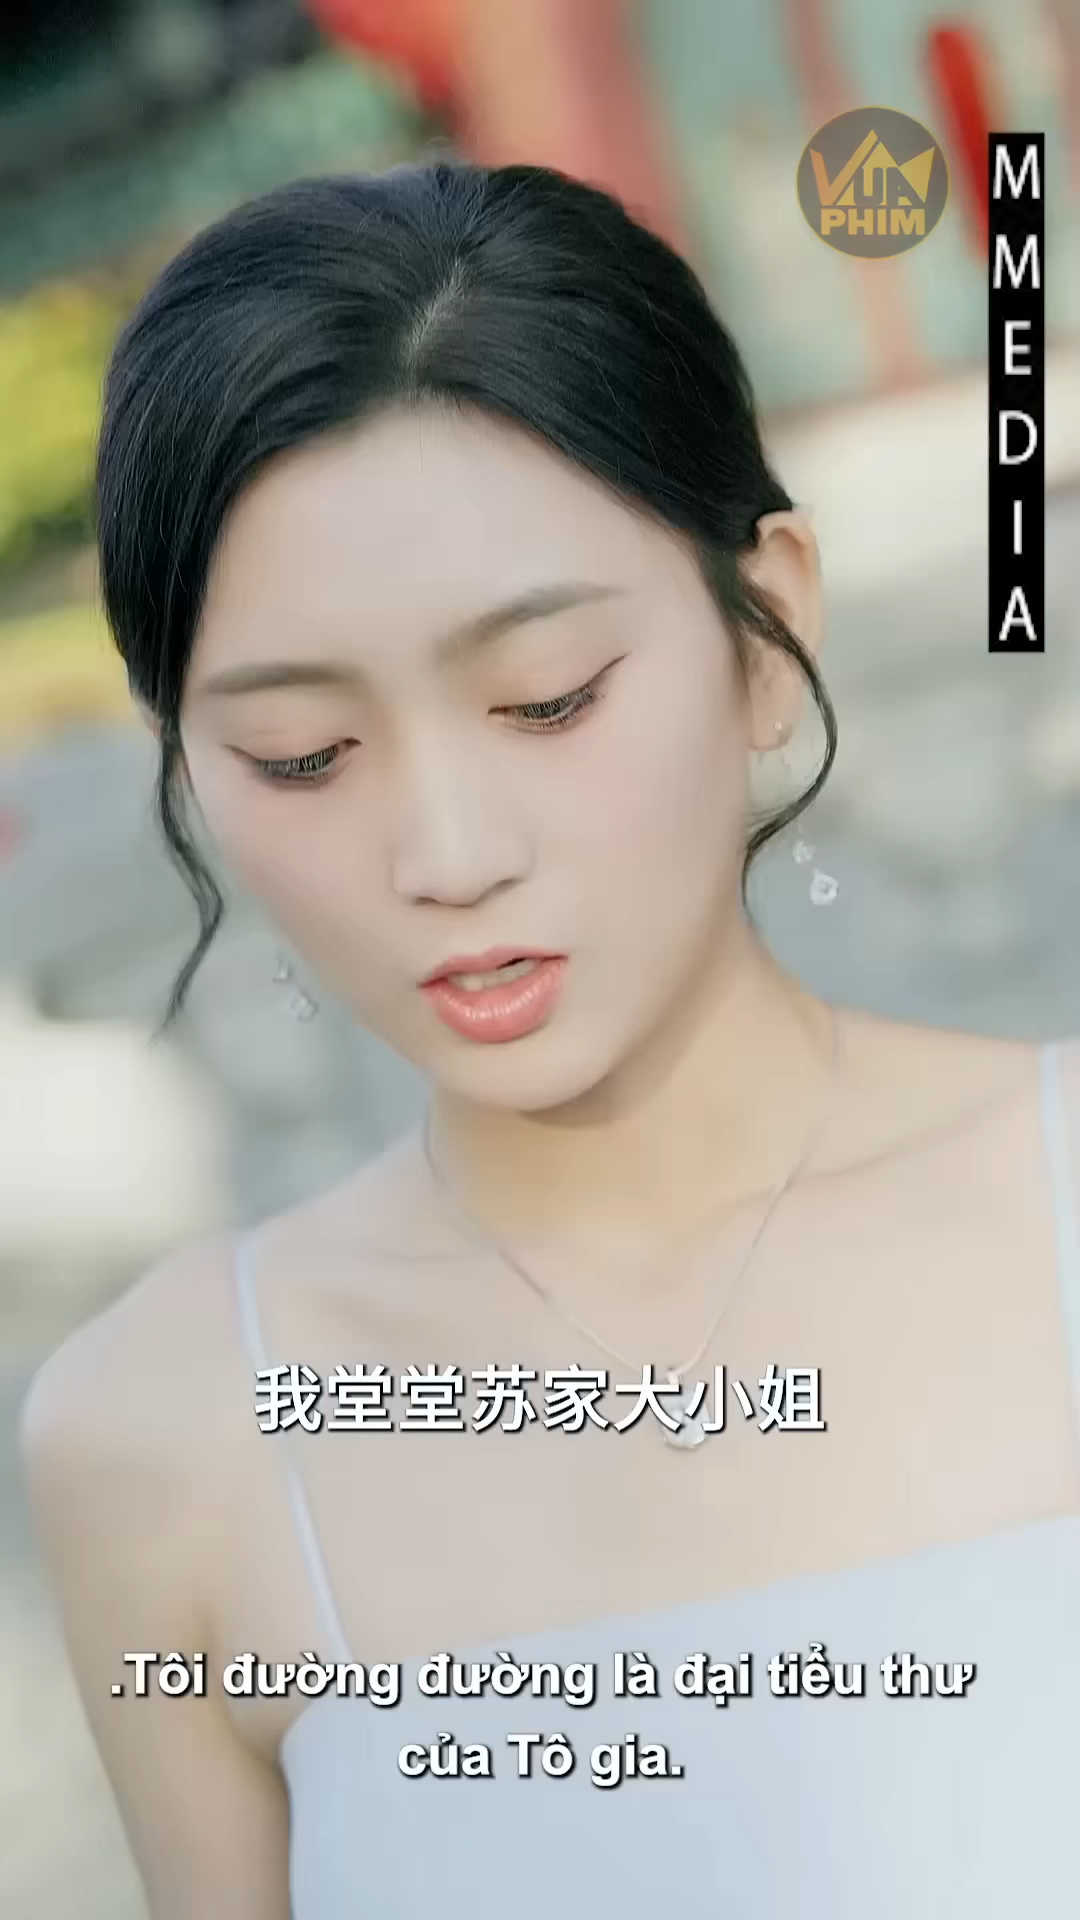 VUA
PHIM
MMEDIA
我堂堂苏家大小姐
.Tôi đường đường là đại tiểu thư
của Tô gia.